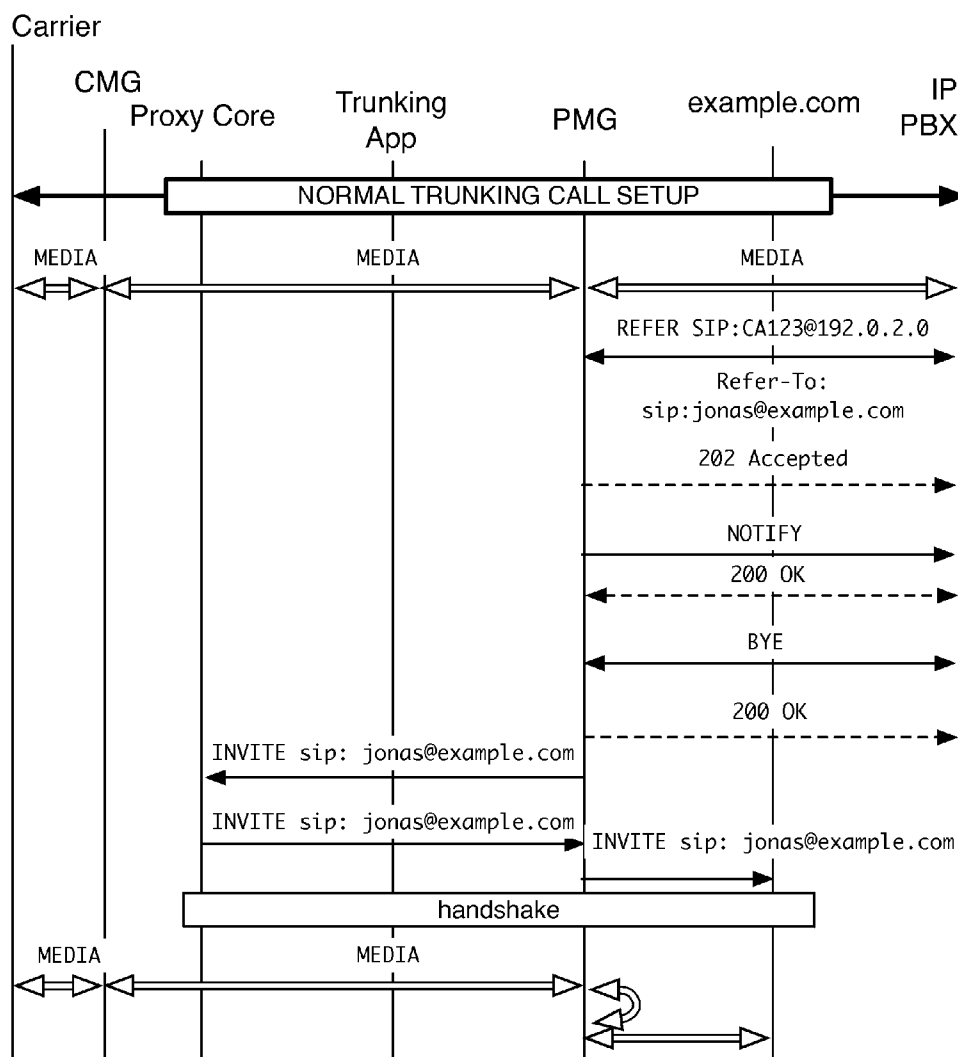 Carrier
CMG
Proxy Core
Trunking
App
PMG
example.com
IP
PBX
NORMAL TRUNKING CALL SETUP
MEDIA
MEDIA
MEDIA
REFER SIP:CA123@192.0.2.0
Refer-To:
sip:jonas@example.com
202 Accepted
NOTIFY
200 OK
BYE
200 OK
INVITE sip: jonas@example.com
INVITE sip: jonas@example.com
INVITE sip: jonas@example.com
handshake
MEDIA
MEDIA